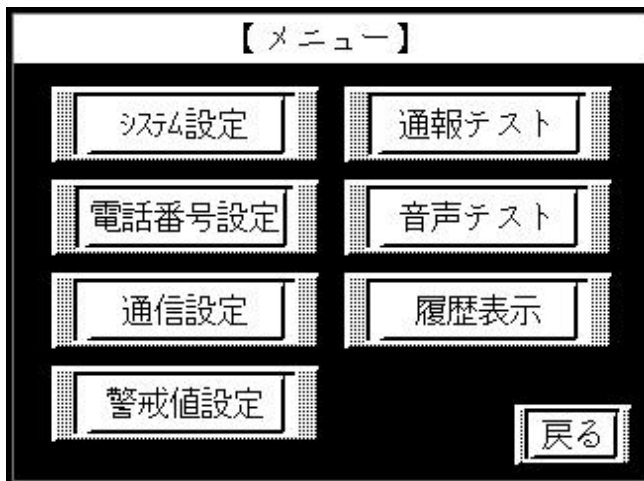 【メニュー】
ｼｽﾃﾑ設定
通報テスト
電話番号設定
音声テスト
通信設定
履歴表示
警戒値設定
戻る